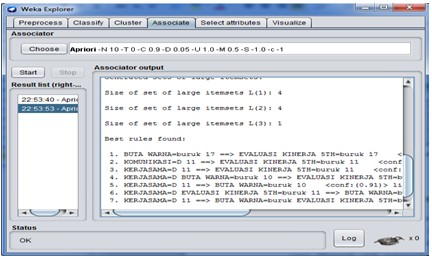 Weka Explorer
Preprocess Classify Cluster Associate Select attributes Visualize
Associator
Choose Apriori -N 10 -T 0 -C 0.9 -D 0.05 -U 1.0 -M 0.5 -S -1.0 -c -1
Start Stop
Result list (right-...
22:53:40 - Aprio
22:53:53 - Aprio
Associator output
Generated sets of large itemsets:
Size of set of large itemsets L(1): 4
Size of set of large itemsets L(2): 4
Size of set of large itemsets L(3): 1
Best rules found:
1. BUTA WARNA=buruk 17 ==> EVALUASI KINERJA 5TH=buruk 17 <
2. KOMUNIKASI=D 11 ==> EVALUASI KINERJA 5TH=buruk 11 <conf
3. KERJASAMA=D 11 ==> EVALUASI KINERJA 5TH=buruk 11 <conf:
4. KERJASAMA=D BUTA WARNA=buruk 10 ==> EVALUASI KINERJA 5TH=b
5. KERJASAMA=D 11 ==> BUTA WARNA=buruk 10 <conf:(0.91)> li
6. KERJASAMA=D EVALUASI KINERJA 5TH=buruk 11 ==> BUTA WARNA=b
7. KERJASAMA=D 11 ==> BUTA WARNA=buruk EVALUASI KINERJA 5TH=b
Status
OK
Log
x 0